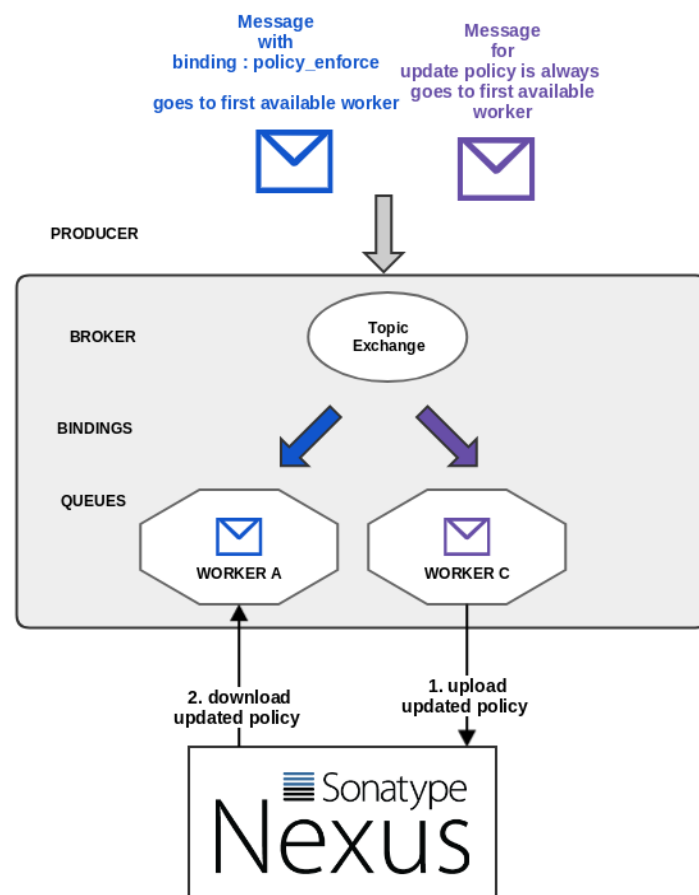 Message
with
binding : policy_enforce
goes to first available worker
Message
for
update policy is always
goes to first available
worker
PRODUCER
BROKER
Topic
Exchange
BINDINGS
QUEUES
WORKER A
WORKER C
2. download
updated policy
1. upload
updated policy
Sonatype
Nexus